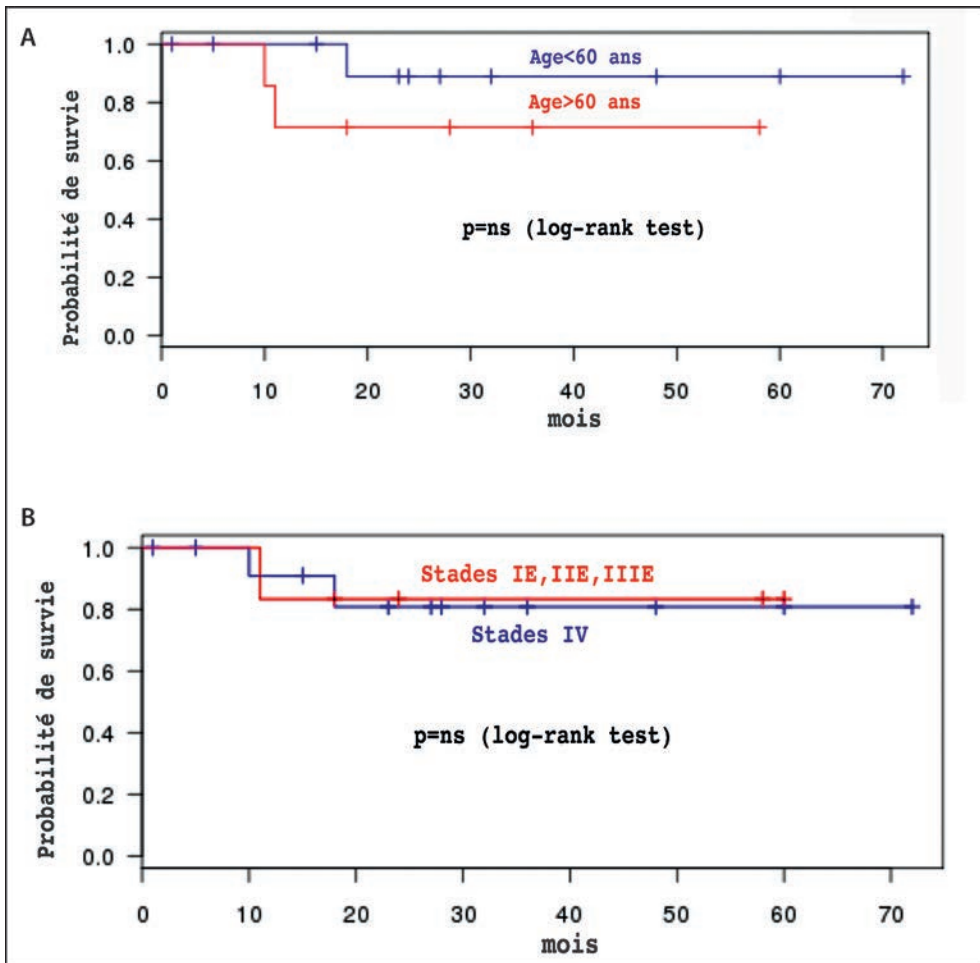 A
1.0
0.8
0.6
0.4
0.2
0.0
Probabilité de survie
Age<60 ans
Age>60 ans
p=ns (log-rank test)
0 10 20 30 40 50 60 70
mois
B
1.0
0.8
0.6
0.4
0.2
0.0
Probabilité de survie
Stades IE,IIE,IIIE
Stades IV
p=ns (log-rank test)
0 10 20 30 40 50 60 70
mois